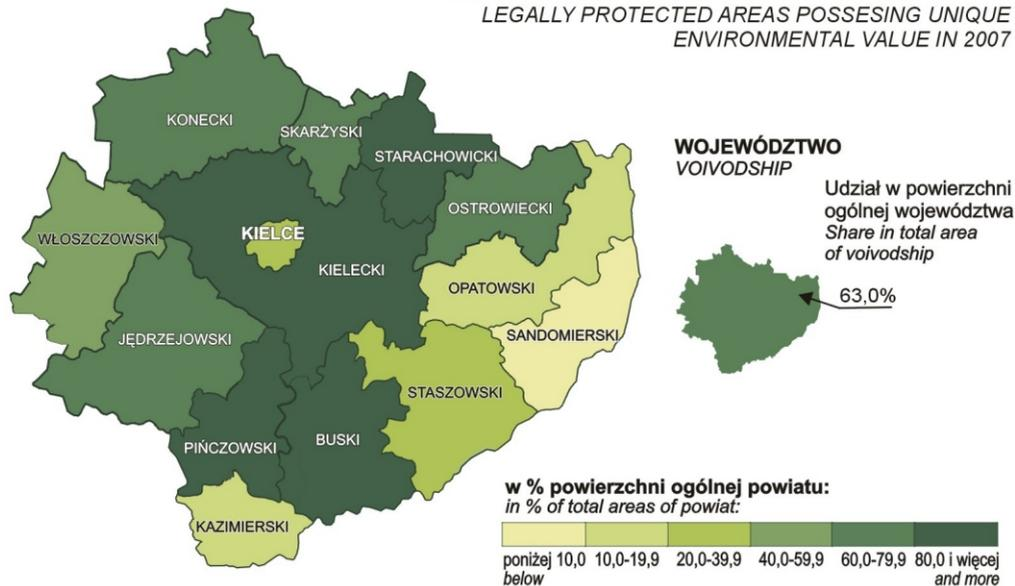 LEGALLY PROTECTED AREAS POSSESING UNIQUE
ENVIRONMENTAL VALUE IN 2007
KONECKI
SKARŻYSKI
STARACHOWICKI
WŁOSZCZOWSKI
KIELCE
KIELECKI
OSTROWIECKI
OPATOWSKI
SANDOMIERSKI
JĘDRZEJOWSKI
STASZOWSKI
PIŃCZOWSKI
BUSKI
KAZIMIERSKI
WOJEWÓDZTWO
VOIVODSHIP
Udział w powierzchni
ogólnej województwa
Share in total area
of voivodship
63,0%
w % powierzchni ogólnej powiatu:
in % of total areas of powiat:
poniżej 10,0 10,0-19,9 20,0-39,9 40,0-59,9 60,0-79,9 80,0 i więcej
below and more